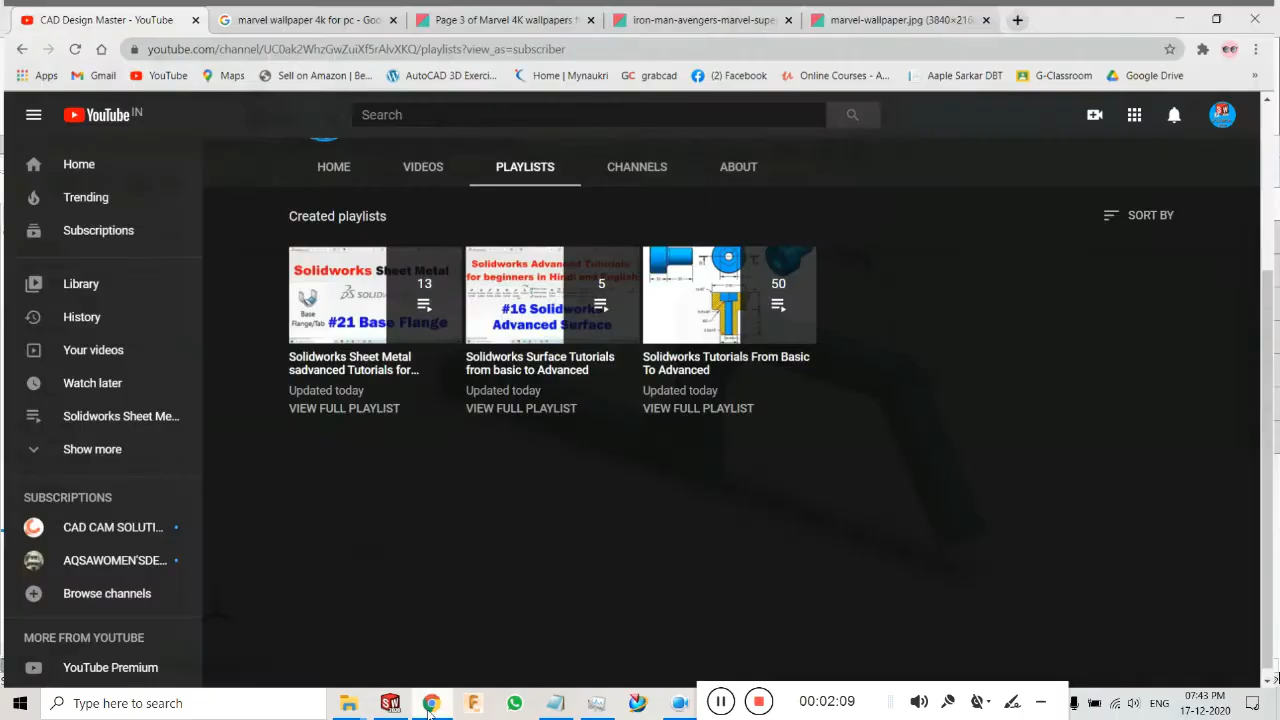 CAD Design Master - YouTube
marvel wallpaper 4k for pc - Goo
Page 3 of Marvel 4K wallpapers f
iron-man-avengers-marvel-supe
marvel-wallpaper.jpg (3840×216
youtube.com/channel/UC0ak2WhzGwZuiXf5rAlvXKQ/playlists?view_as=subscriber
Apps
Gmail
YouTube
Maps
Sell on Amazon | Be...
AutoCAD 3D Exerci...
Home | Mynaukri
GC grabcad
(2) Facebook
Online Courses - A...
Aaple Sarkar DBT
G-Classroom
Google Drive
»
YouTube IN
Search
Home
Trending
Subscriptions
Library
History
Your videos
Watch later
Solidworks Sheet Me...
Show more
SUBSCRIPTIONS
CAD CAM SOLUTI...
AQSAWOMEN'SDE...
Browse channels
MORE FROM YOUTUBE
YouTube Premium
HOME
VIDEOS
PLAYLISTS
CHANNELS
ABOUT
Created playlists
SORT BY
Solidworks Sheet Metal
Base
Flange/Tab
#21 Base Flange
13
Solidworks Sheet Metal
sadvanced Tutorials for...
Updated today
VIEW FULL PLAYLIST
Solidworks Advanced Tutorials
for beginners in Hindi and English
#16 Solidworks
Advanced Surface
5
Solidworks Surface Tutorials
from basic to Advanced
Updated today
VIEW FULL PLAYLIST
50
Solidworks Tutorials From Basic
To Advanced
Updated today
VIEW FULL PLAYLIST
Type here to search
00:02:09
ENG
07:43 PM
17-12-2020